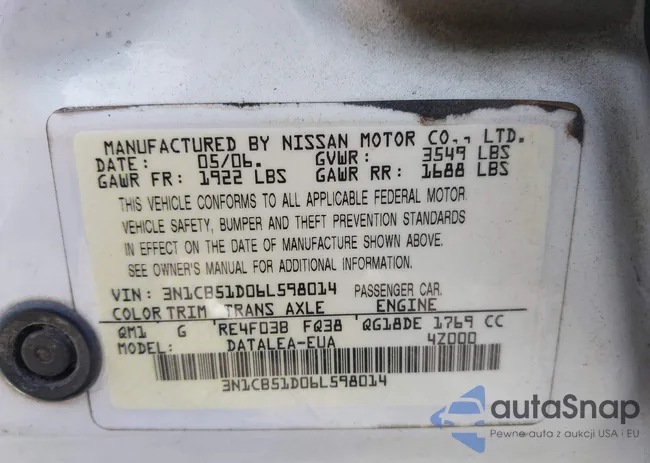 MANUFACTURED BY NISSAN MOTOR CO., LTD.
DATE: 05/06. GVWR: 3549 LBS
GAWR FR: 1922 LBS GAWR RR: 1688 LBS
THIS VEHICLE CONFORMS TO ALL APPLICABLE FEDERAL MOTOR
VEHICLE SAFETY, BUMPER AND THEFT PREVENTION STANDARDS
IN EFFECT ON THE DATE OF MANUFACTURE SHOWN ABOVE.
SEE OWNER'S MANUAL FOR ADDITIONAL INFORMATION.
VIN: 3N1CB51D06L598014 PASSENGER CAR.
COLOR TRIM TRANS AXLE ENGINE
QM1 G RE4F03B FQ38 QG18DE 1769 CC
MODEL: DATALEA-EUA 4Z000
3N1CB51D06L598014
autaSnap
Pewne auto z aukcji USA i EU